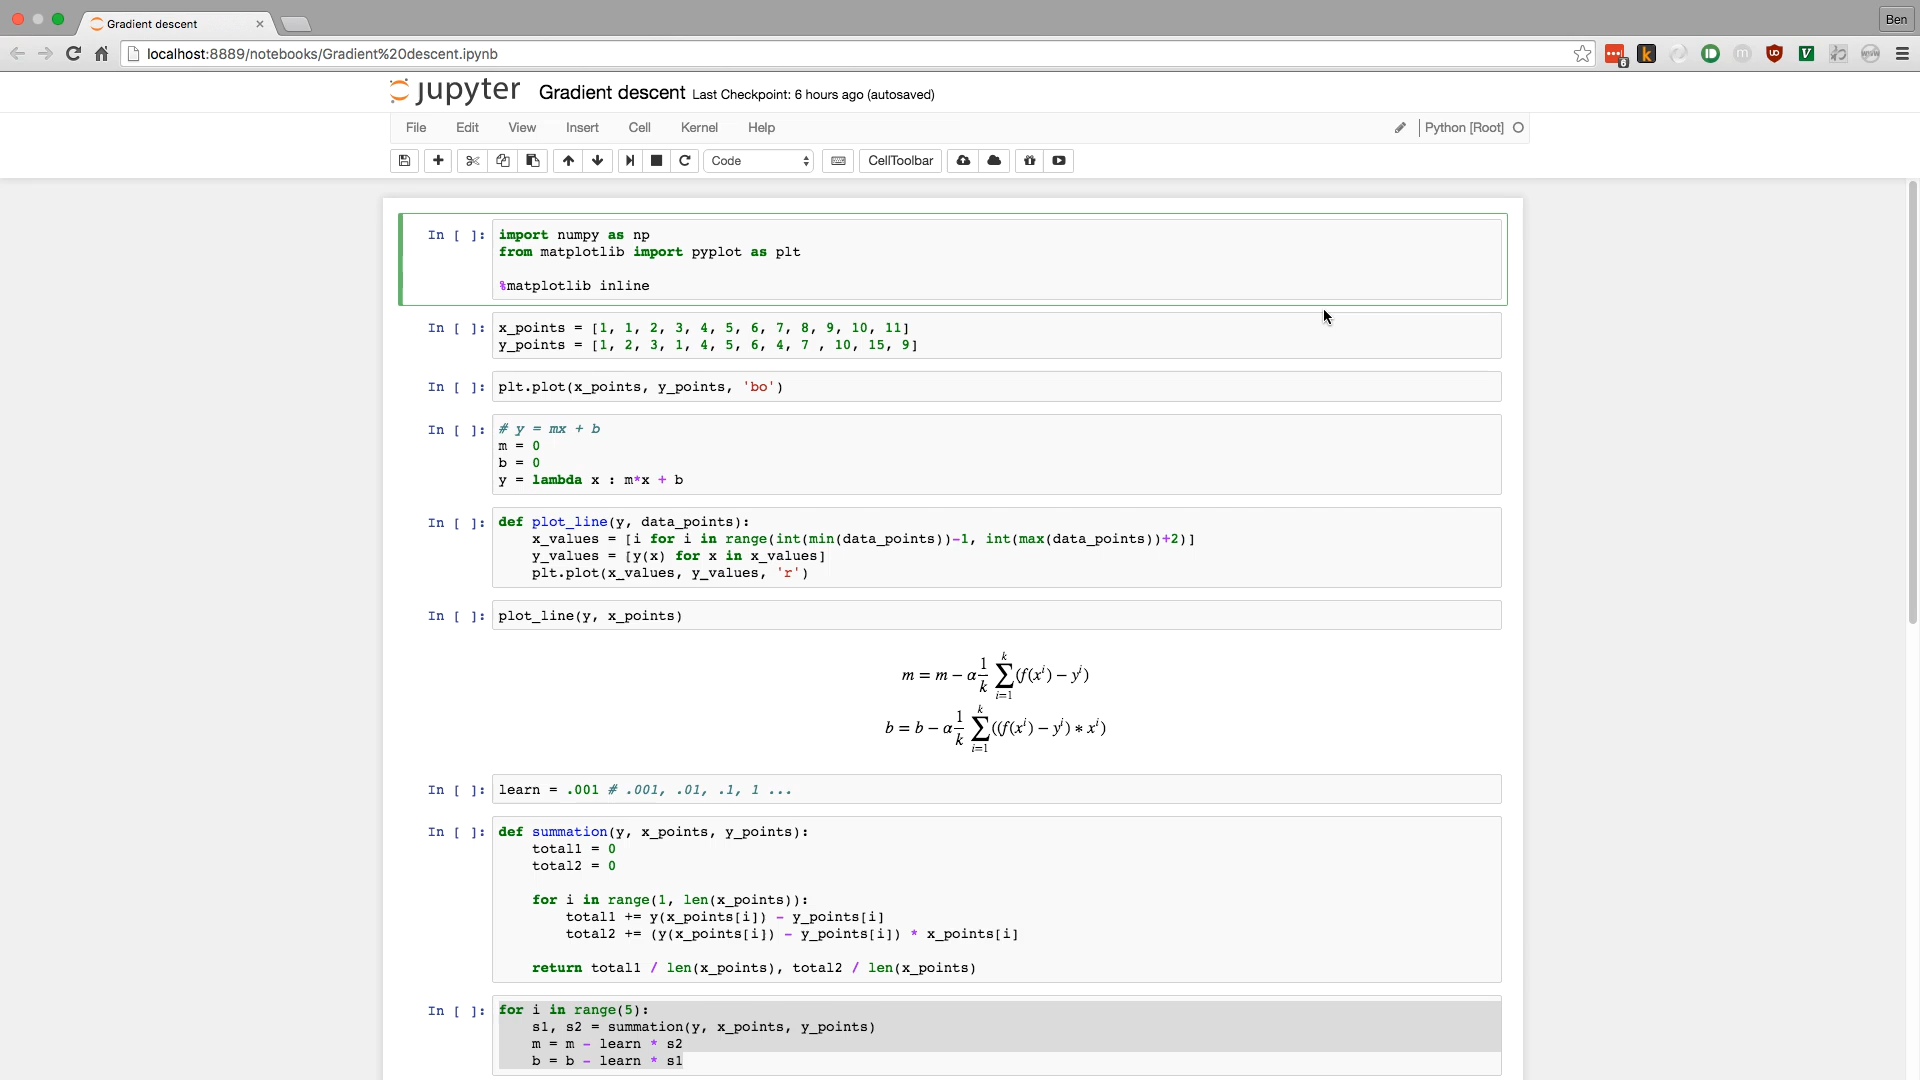 Gradient descent
Ben
localhost:8889/notebooks/Gradient%20descent.ipynb
jupyter Gradient descent Last Checkpoint: 6 hours ago (autosaved)
File Edit View Insert Cell Kernel Help Python [Root]
Code CellToolbar
In [ ]: import numpy as np
from matplotlib import pyplot as plt
%matplotlib inline
In [ ]: x_points = [1, 1, 2, 3, 4, 5, 6, 7, 8, 9, 10, 11]
y_points = [1, 2, 3, 1, 4, 5, 6, 4, 7 , 10, 15, 9]
In [ ]: plt.plot(x_points, y_points, 'bo')
In [ ]: # y = mx + b
m = 0
b = 0
y = lambda x : m*x + b
In [ ]: def plot_line(y, data_points):
    x_values = [i for i in range(int(min(data_points))-1, int(max(data_points))+2)]
    y_values = [y(x) for x in x_values]
    plt.plot(x_values, y_values, 'r')
In [ ]: plot_line(y, x_points)
m = m − α 1/k ∑_{i=1}^{k} (f(x^i) − y^i)
b = b − α 1/k ∑_{i=1}^{k} ((f(x^i) − y^i) ∗ x^i)
In [ ]: learn = .001 # .001, .01, .1, 1 ...
In [ ]: def summation(y, x_points, y_points):
    total1 = 0
    total2 = 0
    for i in range(1, len(x_points)):
        total1 += y(x_points[i]) - y_points[i]
        total2 += (y(x_points[i]) - y_points[i]) * x_points[i]
    return total1 / len(x_points), total2 / len(x_points)
In [ ]: for i in range(5):
    s1, s2 = summation(y, x_points, y_points)
    m = m - learn * s2
    b = b - learn * s1